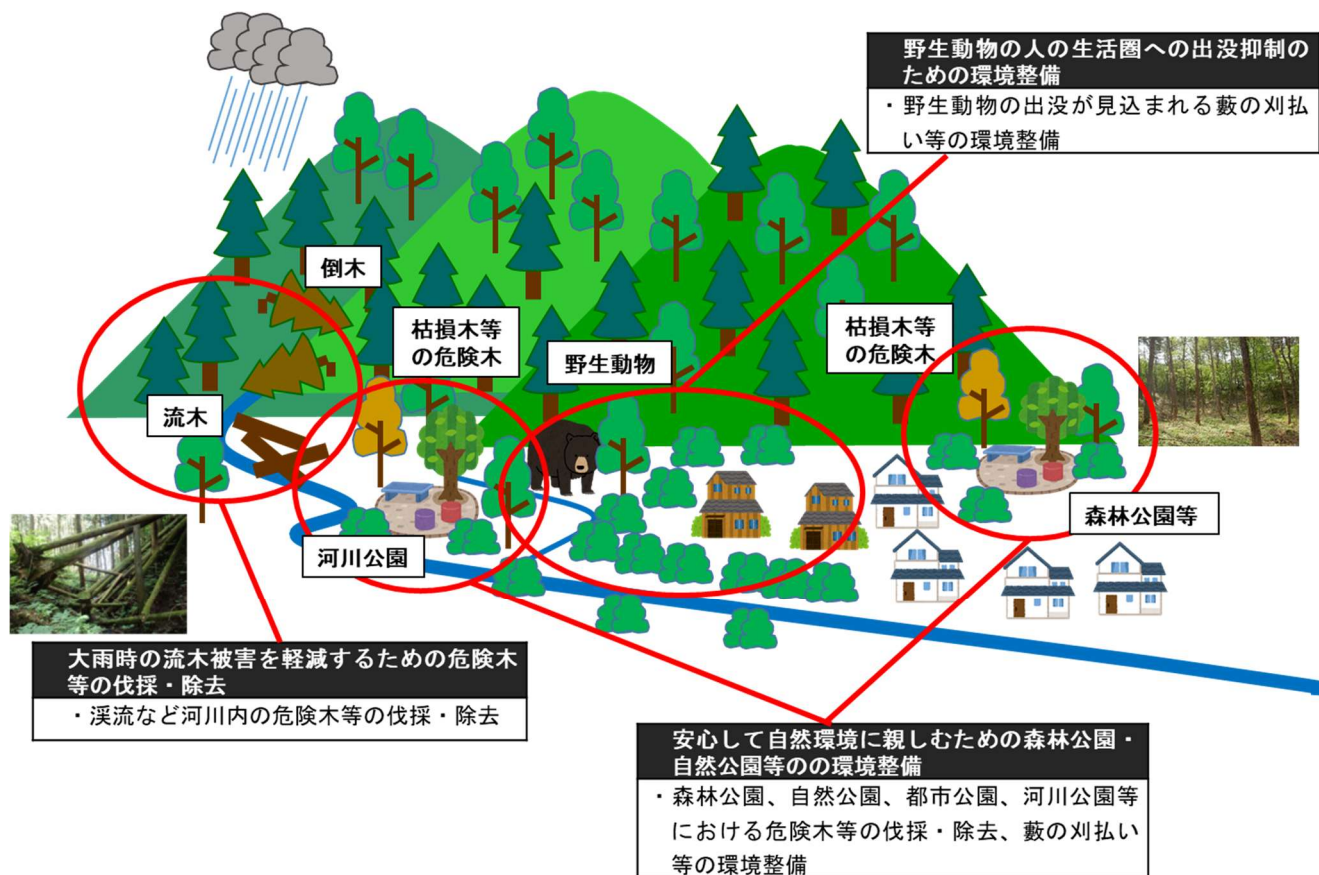 野生動物の人の生活圏への出没抑制の
ための環境整備
・野生動物の出没が見込まれる藪の刈払
い等の環境整備
倒木
枯損木等
の危険木
野生動物
枯損木等
の危険木
流木
河川公園
森林公園等
大雨時の流木被害を軽減するための危険木
等の伐採・除去
・渓流など河川内の危険木等の伐採・除去
安心して自然環境に親しむための森林公園・
自然公園等のの環境整備
・森林公園、自然公園、都市公園、河川公園等
における危険木等の伐採・除去、藪の刈払い
等の環境整備